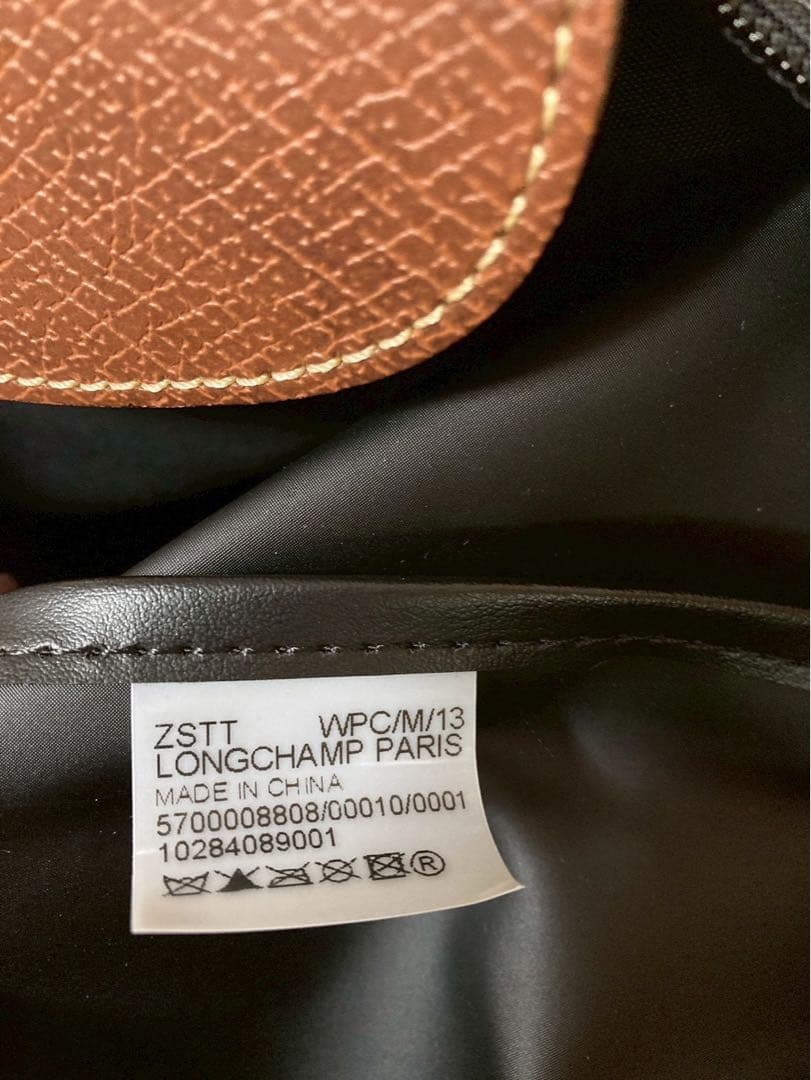 ZSTT WPC/M/13
LONGCHAMP PARIS
MADE IN CHINA
5700008808/00010/0001
10284089001
®